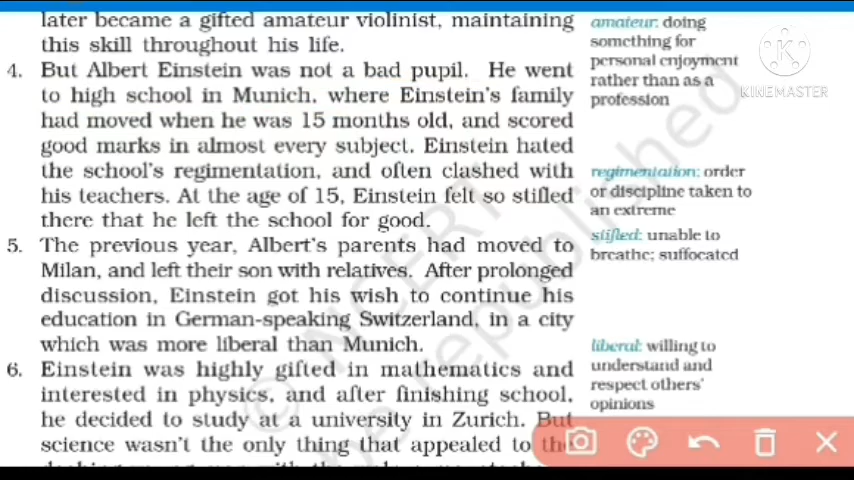 later became a gifted amateur violinist, maintaining
this skill throughout his life.
4. But Albert Einstein was not a bad pupil. He went
to high school in Munich, where Einstein's family
had moved when he was 15 months old, and scored
good marks in almost every subject. Einstein hated
the school's regimentation, and often clashed with
his teachers. At the age of 15, Einstein felt so stifled
there that he left the school for good.
5. The previous year, Albert's parents had moved to
Milan, and left their son with relatives. After prolonged
discussion, Einstein got his wish to continue his
education in German-speaking Switzerland, in a city
which was more liberal than Munich.
6. Einstein was highly gifted in mathematics and
interested in physics, and after finishing school,
he decided to study at a university in Zurich. But
science wasn't the only thing that appealed to the
amateur: doing
something for
personal enjoyment
rather than as a
profession
regimentation: order
or discipline taken to
an extreme
stifled: unable to
breathe; suffocated
liberal: willing to
understand and
respect others'
opinions
KINEMASTER
© NCERT
be republished